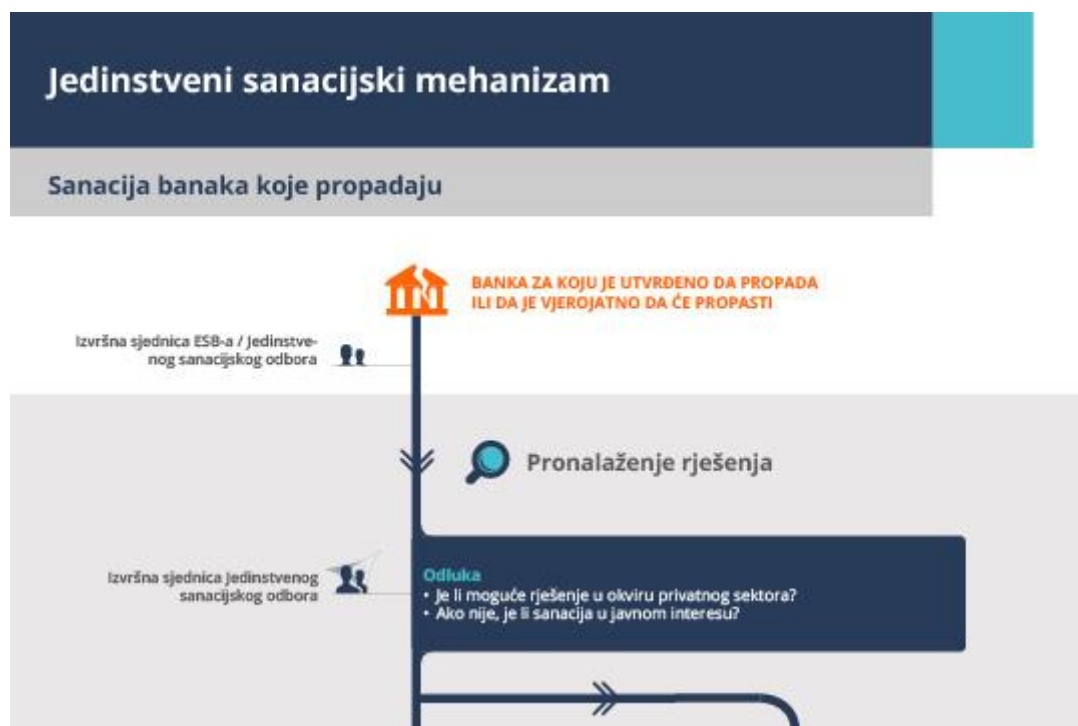 Jedinstveni sanacijski mehanizam
Sanacija banaka koje propadaju
BANKA ZA KOJU JE UTVRĐENO DA PROPADA
ILI DA JE VJEROJATNO DA ĆE PROPASTI
Izvršna sjednica ESB-a / Jedinstve-
nog sanacijskog odbora
Pronalaženje rješenja
Izvršna sjednica Jedinstvenog
sanacijskog odbora
Odluka
• Je li moguće rješenje u okviru privatnog sektora?
• Ako nije, je li sanacija u javnom interesu?